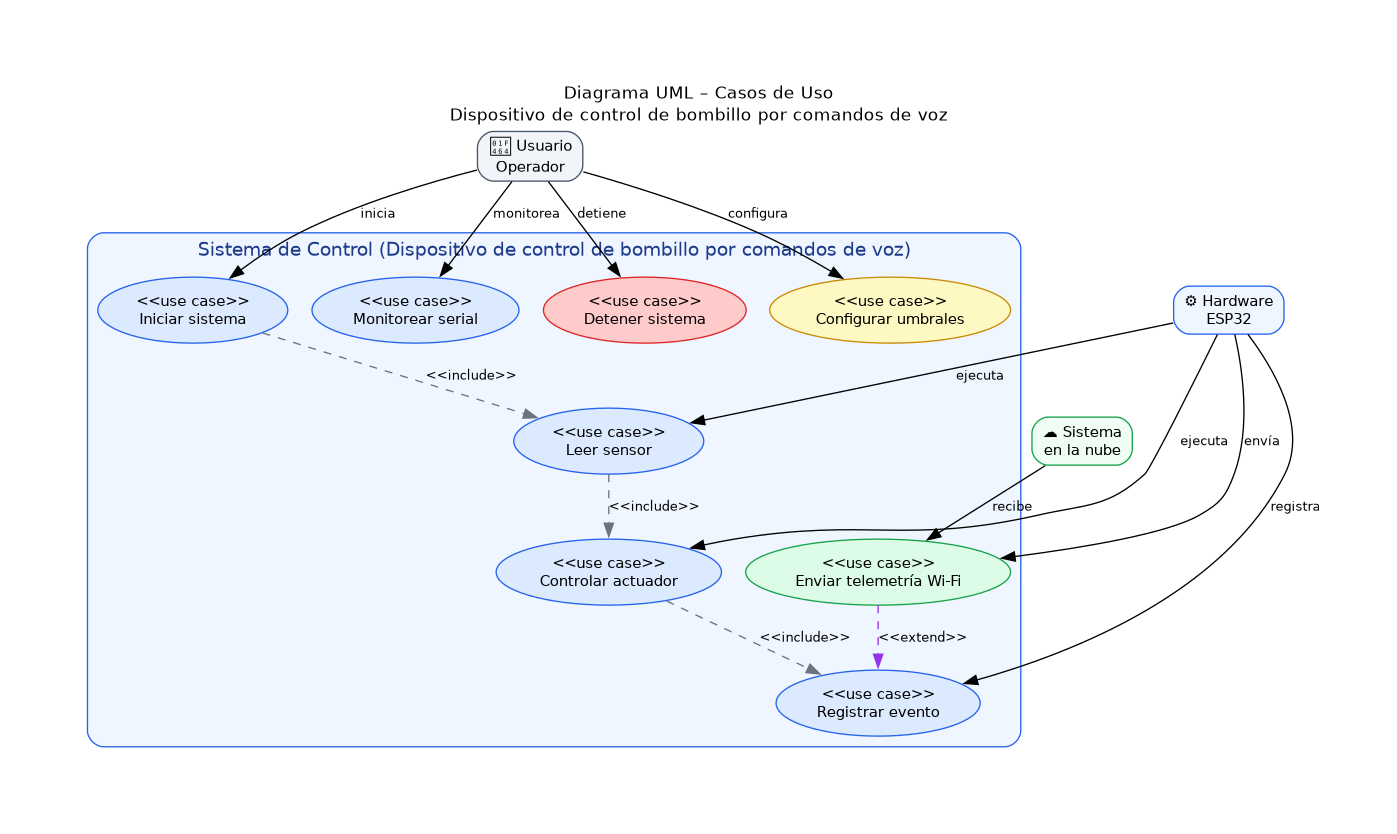 Diagrama UML – Casos de Uso
Dispositivo de control de bombillo por comandos de voz
01F464 Usuario
Operador
inicia
monitorea
detiene
configura
Sistema de Control (Dispositivo de control de bombillo por comandos de voz)
<<use case>>
Iniciar sistema
<<use case>>
Monitorear serial
<<use case>>
Detener sistema
<<use case>>
Configurar umbrales
⚙ Hardware
ESP32
<<include>>
ejecuta
<<use case>>
Leer sensor
☁ Sistema
en la nube
ejecuta
envía
<<include>>
recibe
registra
<<use case>>
Controlar actuador
<<use case>>
Enviar telemetría Wi-Fi
<<include>>
<<extend>>
<<use case>>
Registrar evento